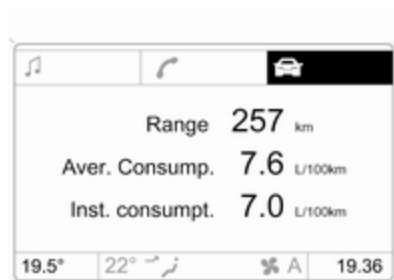 Range 257 km
Aver. Consump. 7.6 L/100km
Inst. consumpt. 7.0 L/100km
19.5° 22° A 19.36